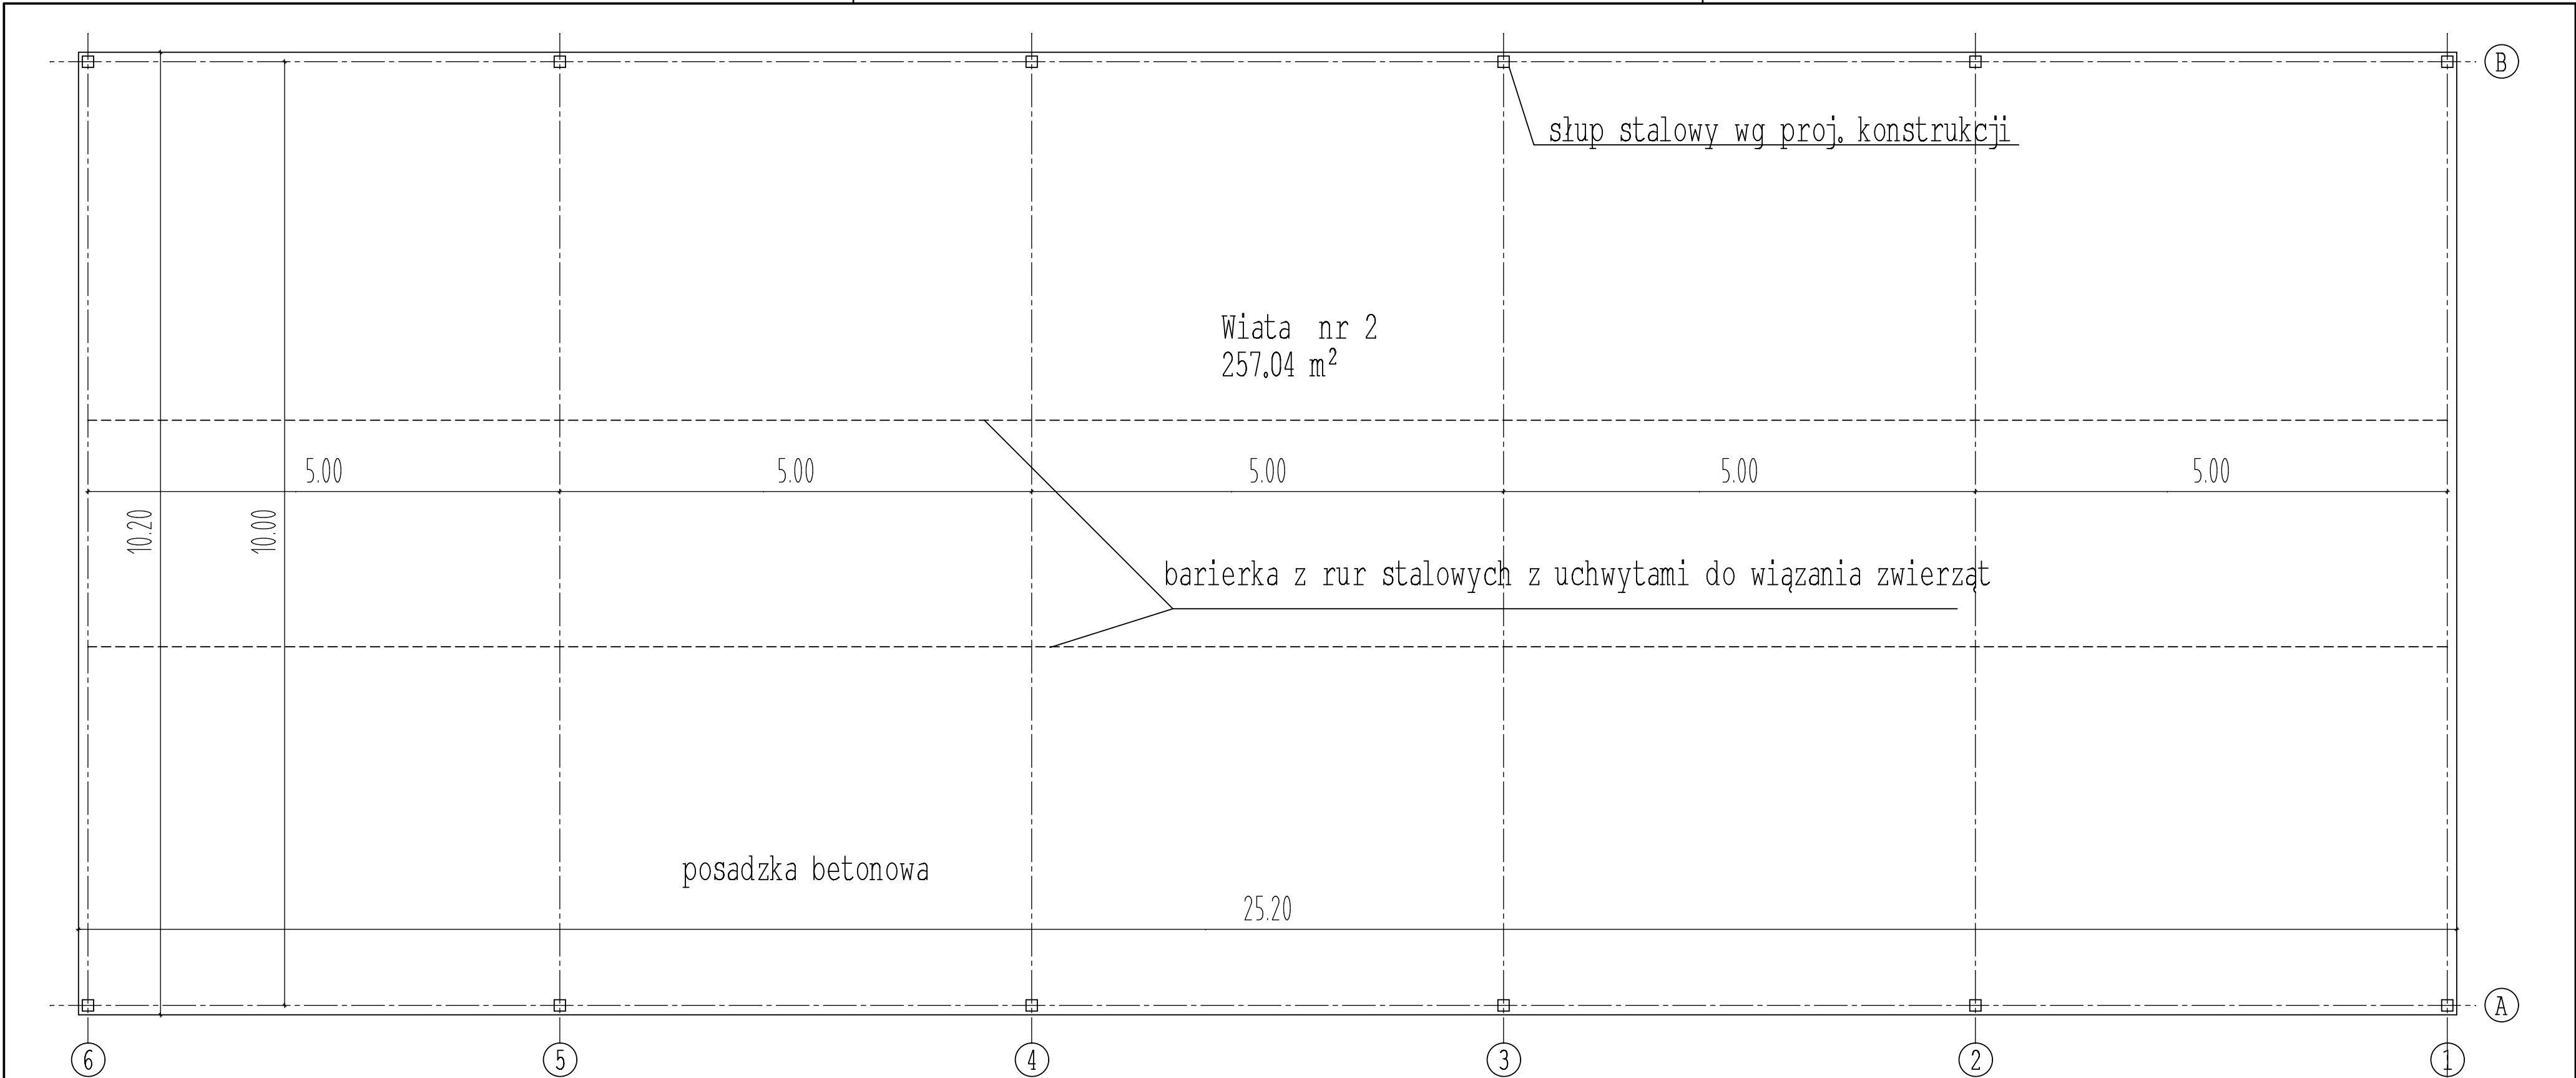 B
słup stalowy wg proj. konstrukcji
Wiata nr 2
257.04 m²
5.00 5.00 5.00 5.00 5.00
10.20
10.00
barierka z rur stalowych z uchwytami do wiązania zwierząt
posadzka betonowa
25.20
A
6 5 4 3 2 1